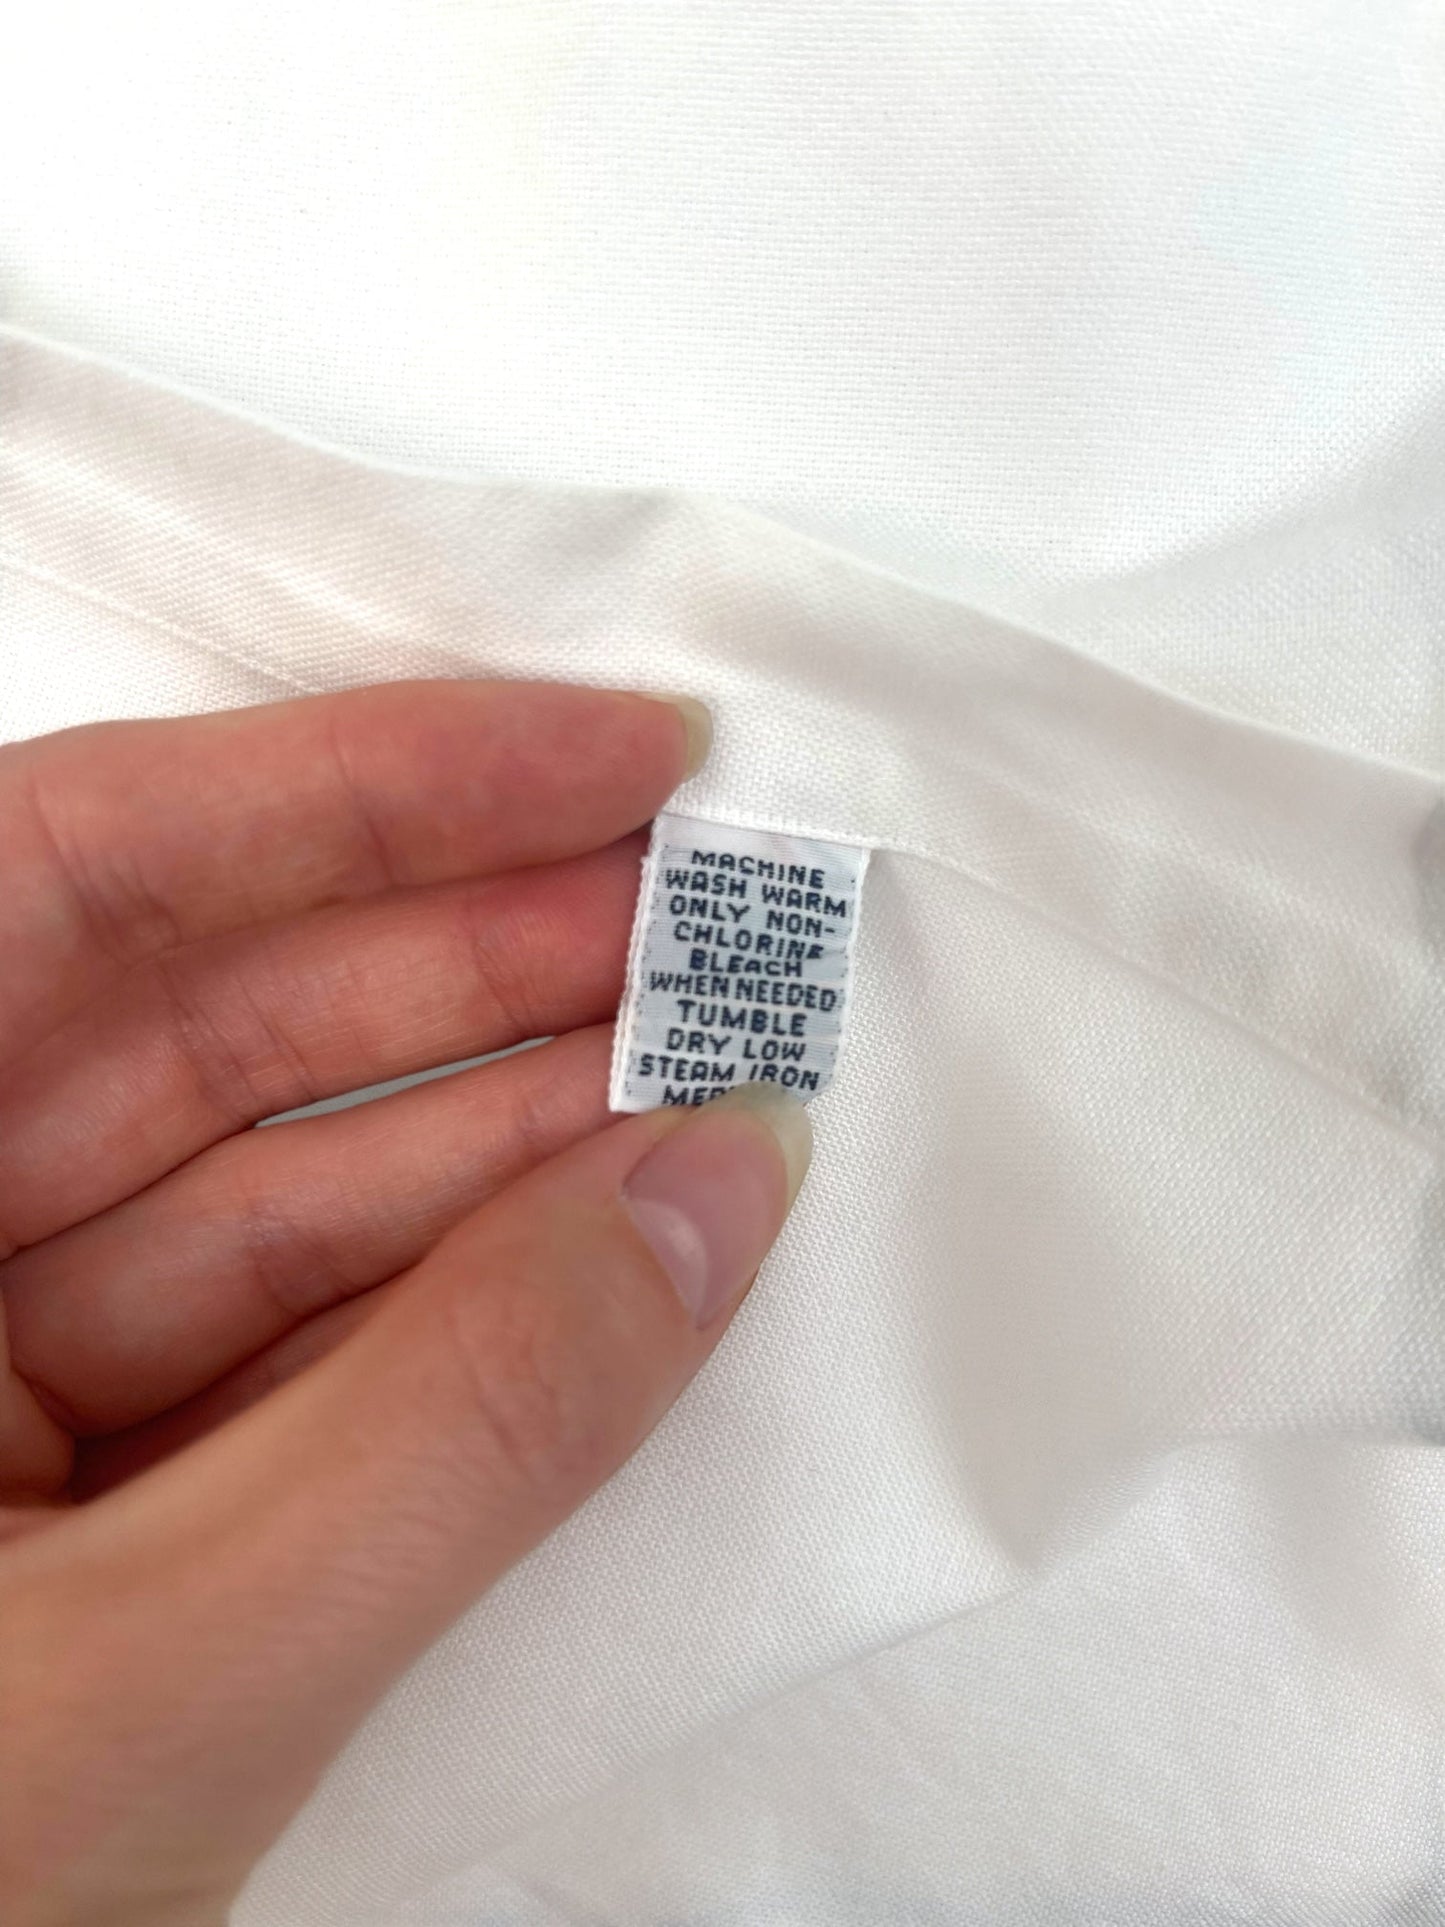 MACHINE
WASH WARM
ONLY NON-
CHLORINE
BLEACH
WHEN NEEDED
TUMBLE
DRY LOW
STEAM IRON